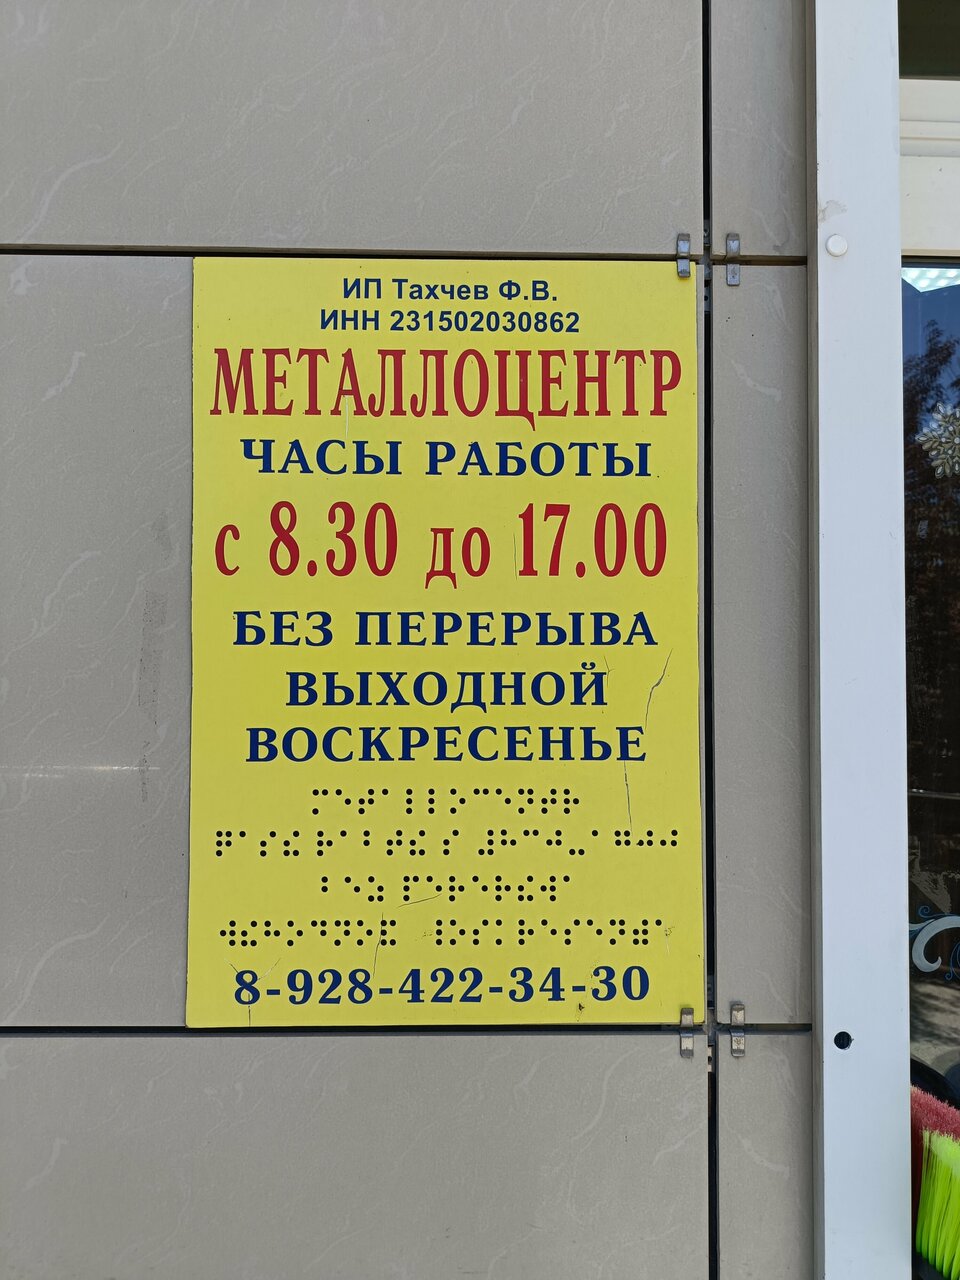 ИП Тахчев Ф.В.
ИНН 231502030862
МЕТАЛЛОЦЕНТР
ЧАСЫ РАБОТЫ
с 8.30 до 17.00
БЕЗ ПЕРЕРЫВА
ВЫХОДНОЙ
ВОСКРЕСЕНЬЕ
8-928-422-34-30